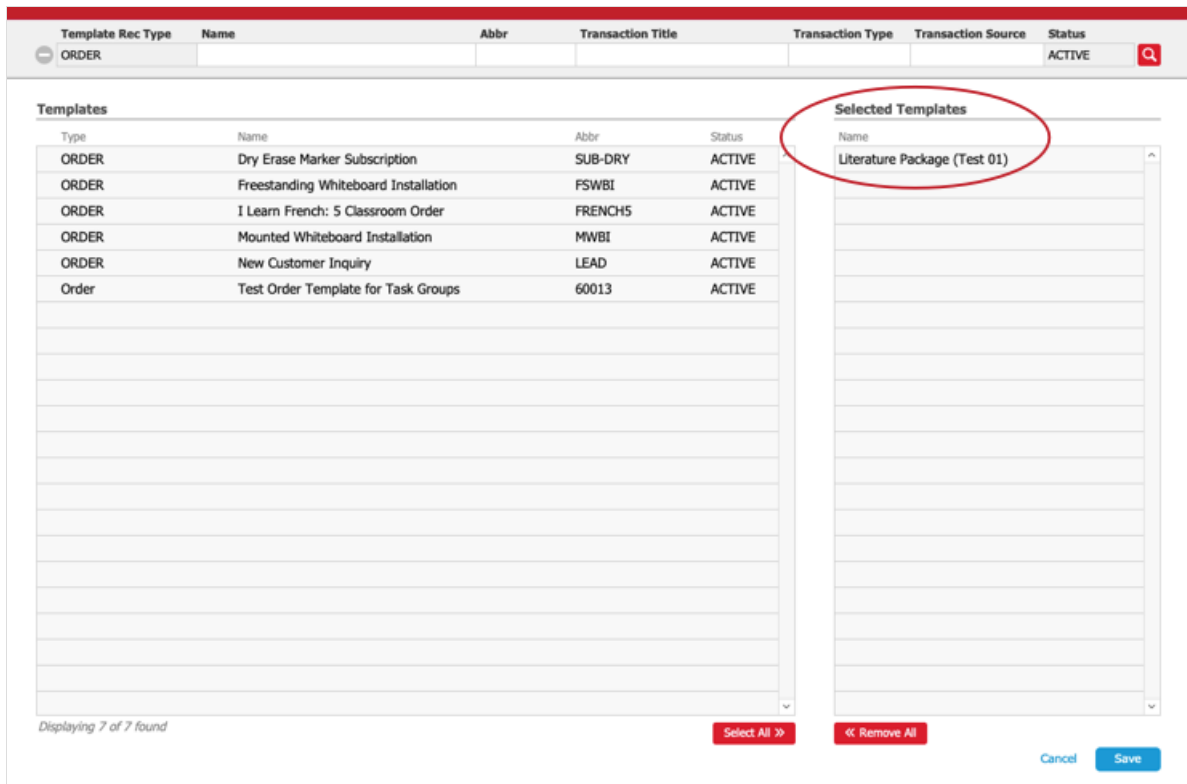 Template Rec Type Name Abbr Transaction Title Transaction Type Transaction Source Status
ORDER ACTIVE
Templates
Type Name Abbr Status
ORDER Dry Erase Marker Subscription SUB-DRY ACTIVE
ORDER Freestanding Whiteboard Installation FSWBI ACTIVE
ORDER I Learn French: 5 Classroom Order FRENCH5 ACTIVE
ORDER Mounted Whiteboard Installation MWBI ACTIVE
ORDER New Customer Inquiry LEAD ACTIVE
Order Test Order Template for Task Groups 60013 ACTIVE
Displaying 7 of 7 found
Select All »
Selected Templates
Name
Literature Package (Test 01)
« Remove All
Cancel Save